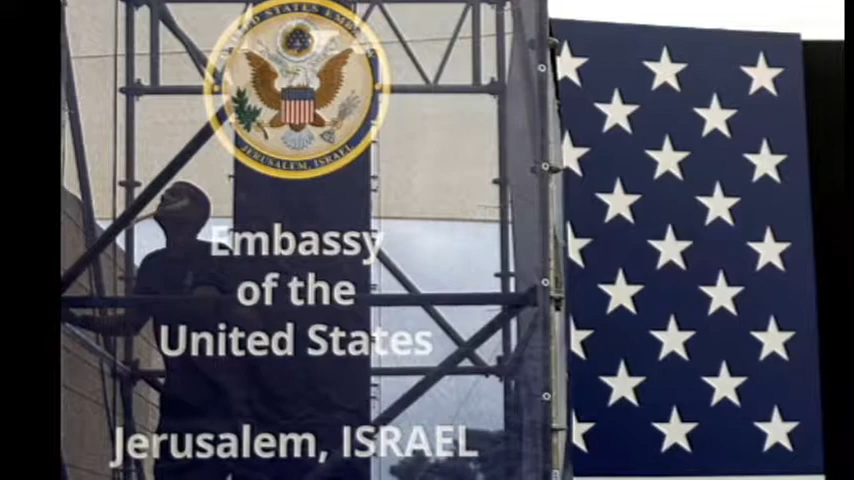 UNITED STATES EMBASSY
JERUSALEM, ISRAEL
Embassy
of the
United States
Jerusalem, ISRAEL